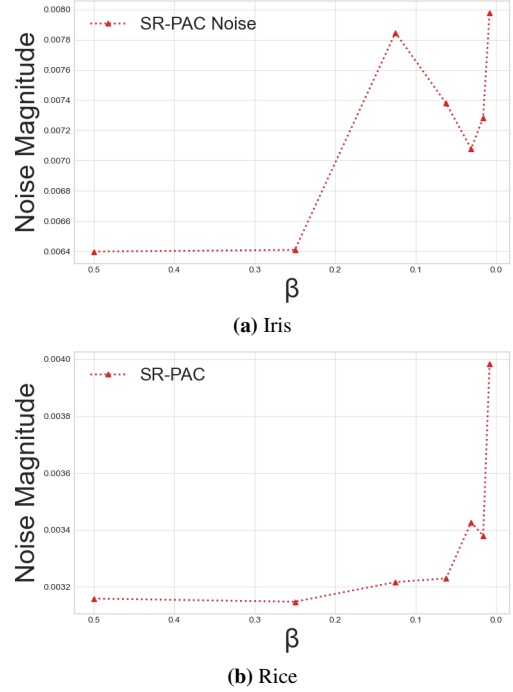 0.0080
SR-PAC Noise
0.0078
0.0076
0.0074
0.0072
0.0070
0.0068
0.0066
0.0064
Noise Magnitude
0.5 0.4 0.3 0.2 0.1 0.0
β
(a) Iris
0.0040
SR-PAC
0.0038
0.0036
0.0034
0.0032
Noise Magnitude
0.5 0.4 0.3 0.2 0.1 0.0
β
(b) Rice